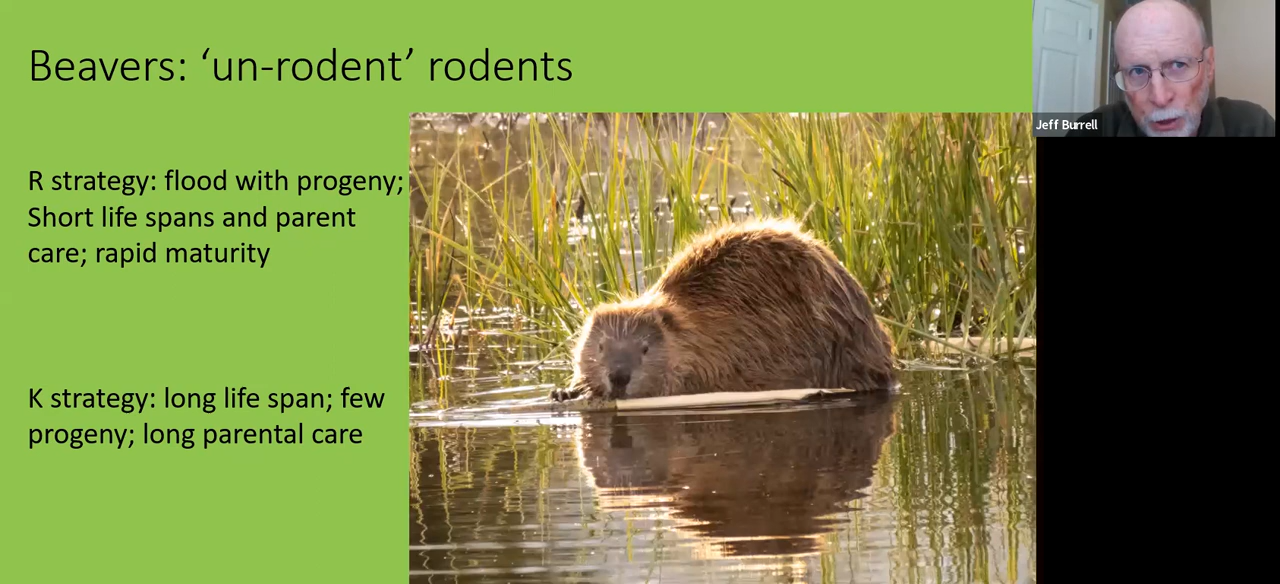 Beavers: ‘un-rodent’ rodents
Jeff Burrell
R strategy: flood with progeny;
Short life spans and parent
care; rapid maturity
K strategy: long life span; few
progeny; long parental care